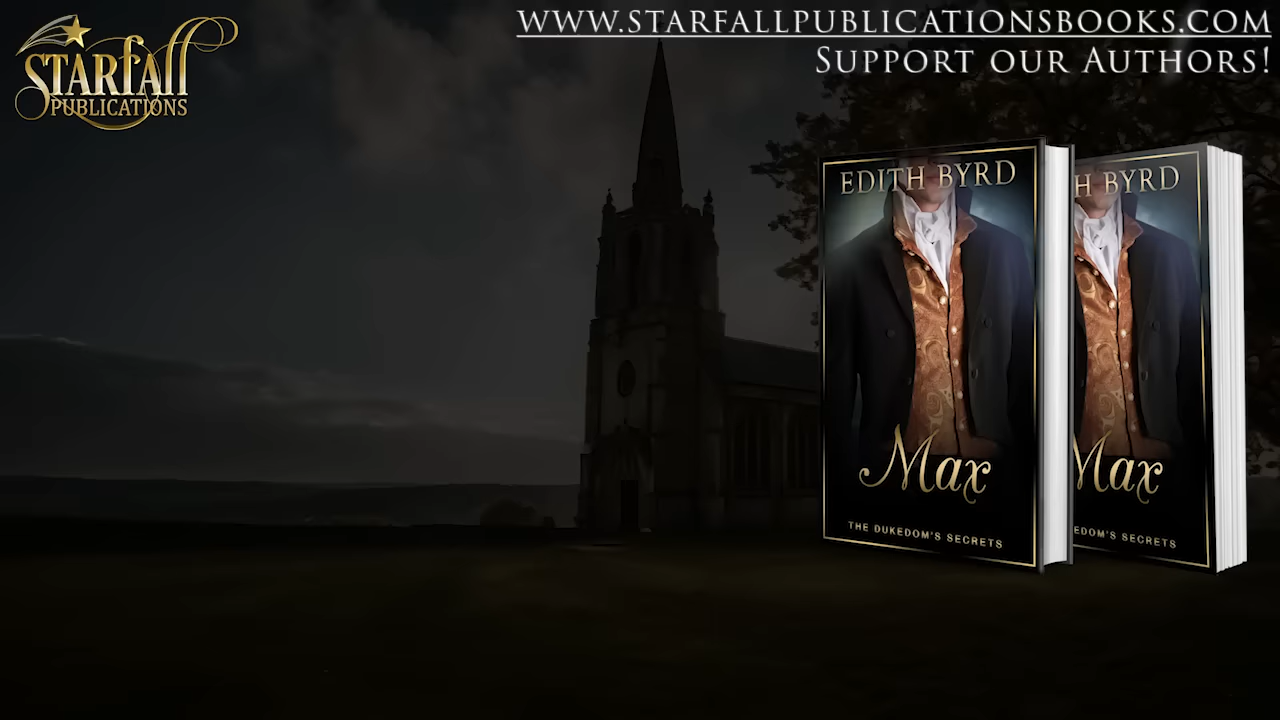 STARfall
PUBLICATIONS
WWW.STARFALLPUBLICATIONSBOOKS.COM
SUPPORT OUR AUTHORS!
EDITH BYRD
Max
THE DUKEDOM'S SECRETS
H BYRD
Max
EDOM'S SECRETS